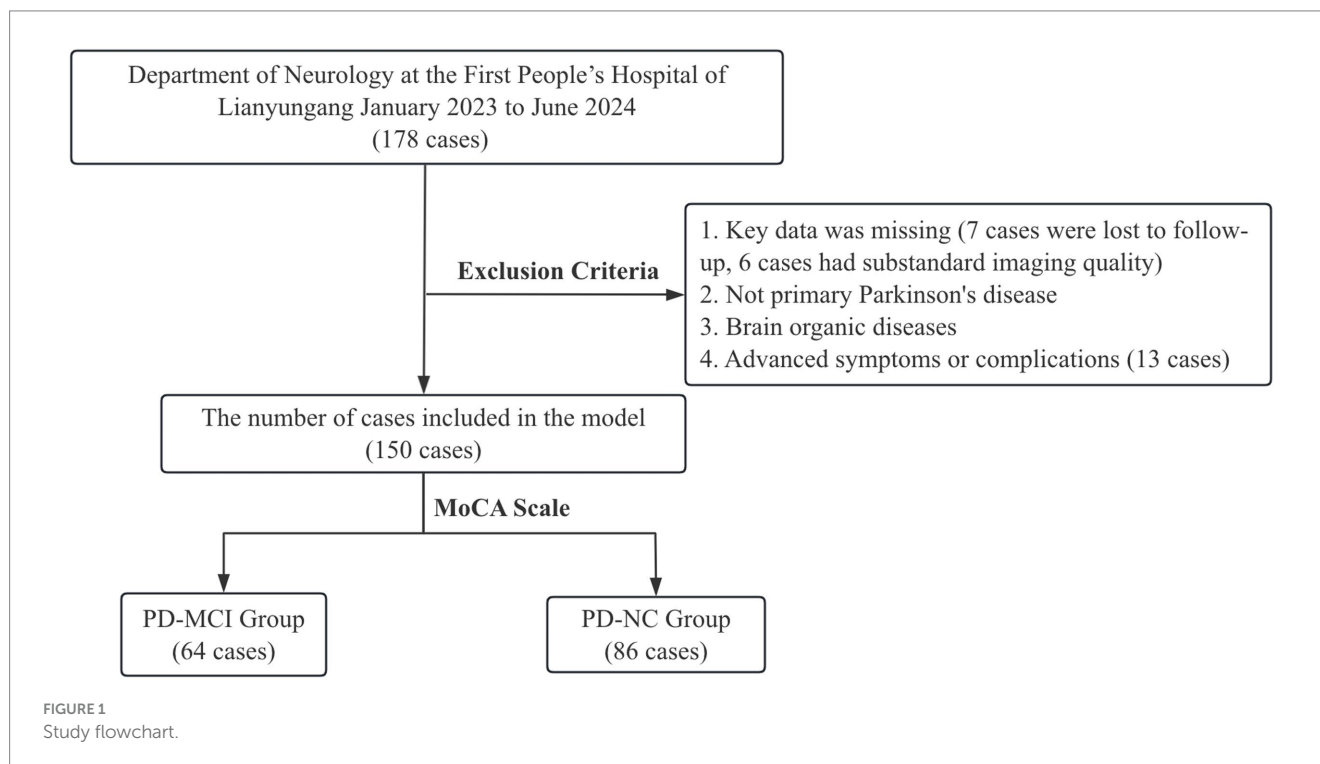 Department of Neurology at the First People’s Hospital of
Lianyungang January 2023 to June 2024
(178 cases)
Exclusion Criteria
1. Key data was missing (7 cases were lost to follow-
up, 6 cases had substandard imaging quality)
2. Not primary Parkinson's disease
3. Brain organic diseases
4. Advanced symptoms or complications (13 cases)
The number of cases included in the model
(150 cases)
MoCA Scale
PD-MCI Group
(64 cases)
PD-NC Group
(86 cases)
FIGURE 1
Study flowchart.